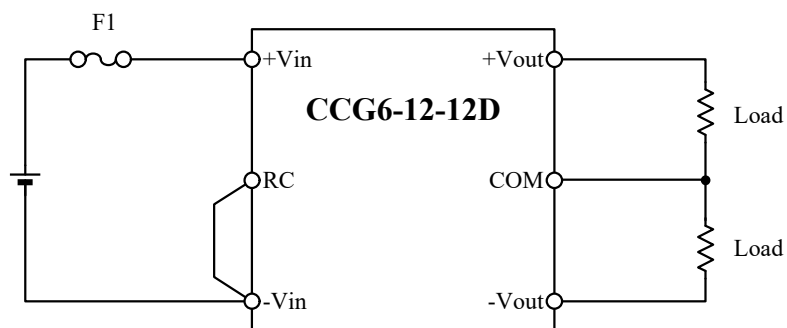 F1
+Vin
+Vout
CCG6-12-12D
Load
RC
COM
Load
-Vin
-Vout